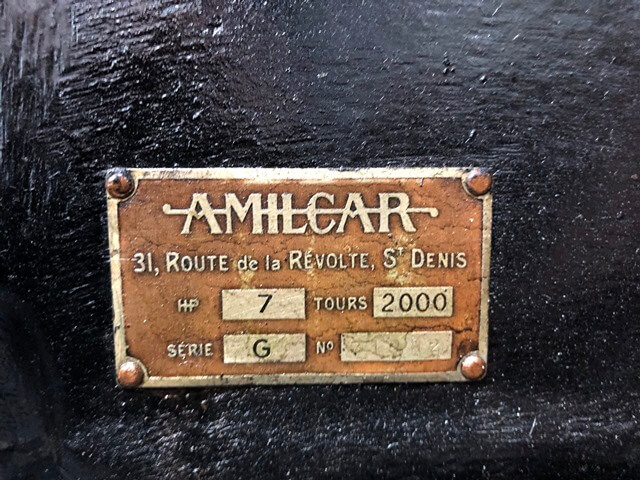 AMILCAR
31, ROUTE de la RÉVOLTE, ST DENIS
HP 7 TOURS 2000
SÉRIE G No